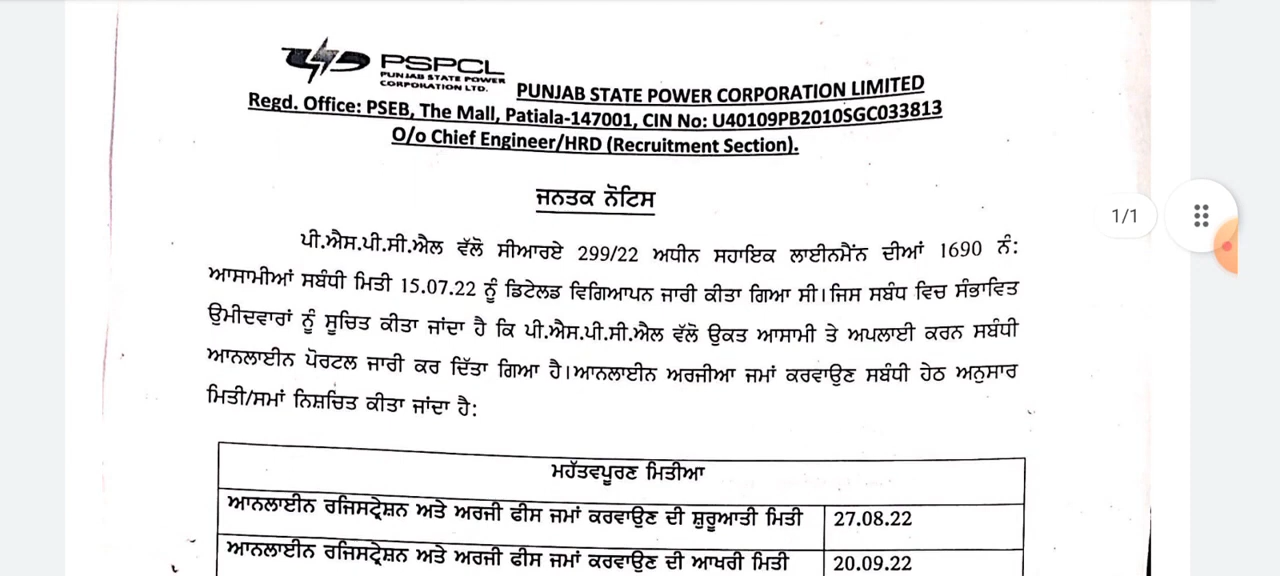 PSPCL
PUNJAB STATE POWER
CORPORATION LTD.
PUNJAB STATE POWER CORPORATION LIMITED
Regd. Office: PSEB, The Mall, Patiala-147001, CIN No: U40109PB2010SGC033813
O/o Chief Engineer/HRD (Recruitment Section).
ਜਨਤਕ ਨੋਟਿਸ
ਪੀ.ਐਸ.ਪੀ.ਸੀ.ਐਲ ਵੱਲੋ ਸੀਆਰਏ 299/22 ਅਧੀਨ ਸਹਾਇਕ ਲਾਈਨਮੈਨ ਦੀਆਂ 1690 ਨੰ:
ਆਸਾਮੀਆਂ ਸਬੰਧੀ ਮਿਤੀ 15.07.22 ਨੂੰ ਡਿਟੇਲਡ ਵਿਗਿਆਪਨ ਜਾਰੀ ਕੀਤਾ ਗਿਆ ਸੀ।ਜਿਸ ਸਬੰਧ ਵਿਚ ਸੰਭਾਵਿਤ
ਉਮੀਦਵਾਰਾਂ ਨੂੰ ਸੂਚਿਤ ਕੀਤਾ ਜਾਂਦਾ ਹੈ ਕਿ ਪੀ.ਐਸ.ਪੀ.ਸੀ.ਐਲ ਵੱਲੋ ਉਕਤ ਆਸਾਮੀ ਤੇ ਅਪਲਾਈ ਕਰਨ ਸਬੰਧੀ
ਆਨਲਾਈਨ ਪੋਰਟਲ ਜਾਰੀ ਕਰ ਦਿੱਤਾ ਗਿਆ ਹੈ।ਆਨਲਾਈਨ ਅਰਜੀਆ ਜਮਾਂ ਕਰਵਾਉਣ ਸਬੰਧੀ ਹੇਠ ਅਨੁਸਾਰ
ਮਿਤੀ/ਸਮਾਂ ਨਿਸ਼ਚਿਤ ਕੀਤਾ ਜਾਂਦਾ ਹੈ:
1/1
ਮਹੱਤਵਪੂਰਣ ਮਿਤੀਆ
ਆਨਲਾਈਨ ਰਜਿਸਟ੍ਰੇਸ਼ਨ ਅਤੇ ਅਰਜੀ ਫੀਸ ਜਮਾਂ ਕਰਵਾਉਣ ਦੀ ਸ਼ੁਰੂਆਤੀ ਮਿਤੀ 27.08.22
ਆਨਲਾਈਨ ਰਜਿਸਟ੍ਰੇਸ਼ਨ ਅਤੇ ਅਰਜੀ ਫੀਸ ਜਮਾਂ ਕਰਵਾਉਣ ਦੀ ਆਖਰੀ ਮਿਤੀ 20.09.22